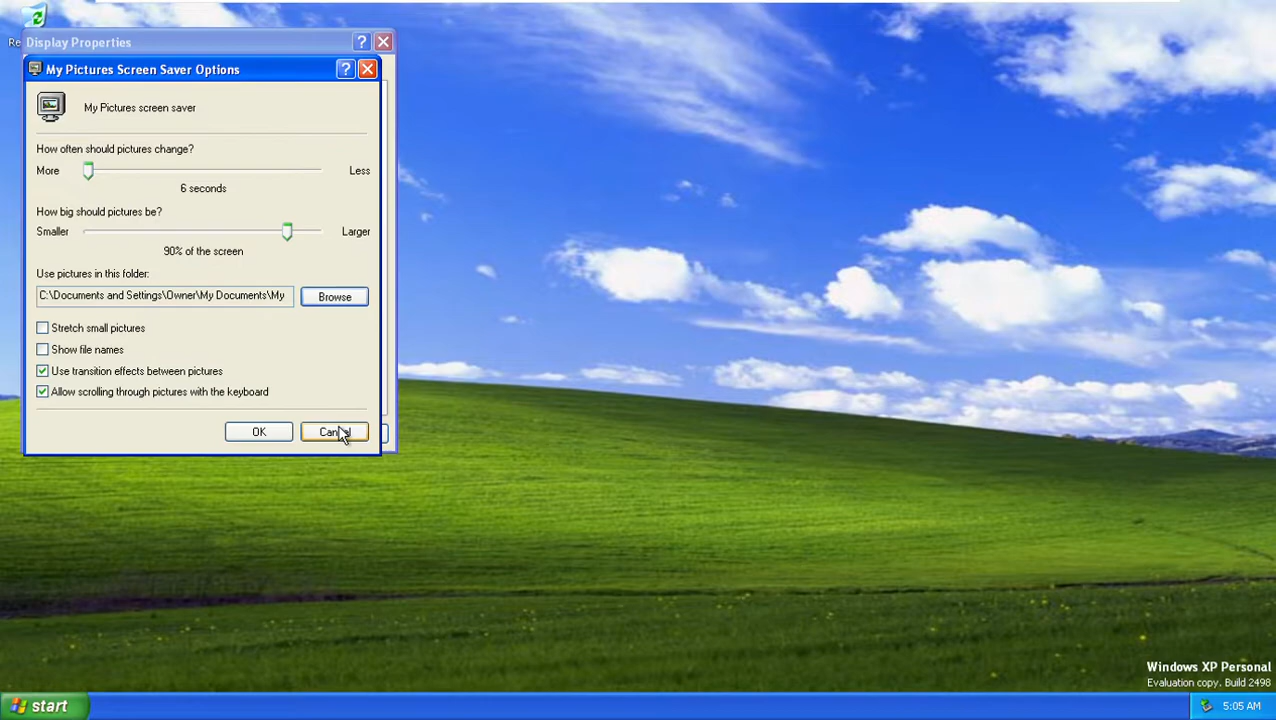 Re
Display Properties
My Pictures Screen Saver Options
My Pictures screen saver
How often should pictures change?
More Less
6 seconds
How big should pictures be?
Smaller Larger
90% of the screen
Use pictures in this folder:
C:\Documents and Settings\Owner\My Documents\My Browse
Stretch small pictures
Show file names
Use transition effects between pictures
Allow scrolling through pictures with the keyboard
OK Cancel
Windows XP Personal
Evaluation copy. Build 2498
start 5:05 AM